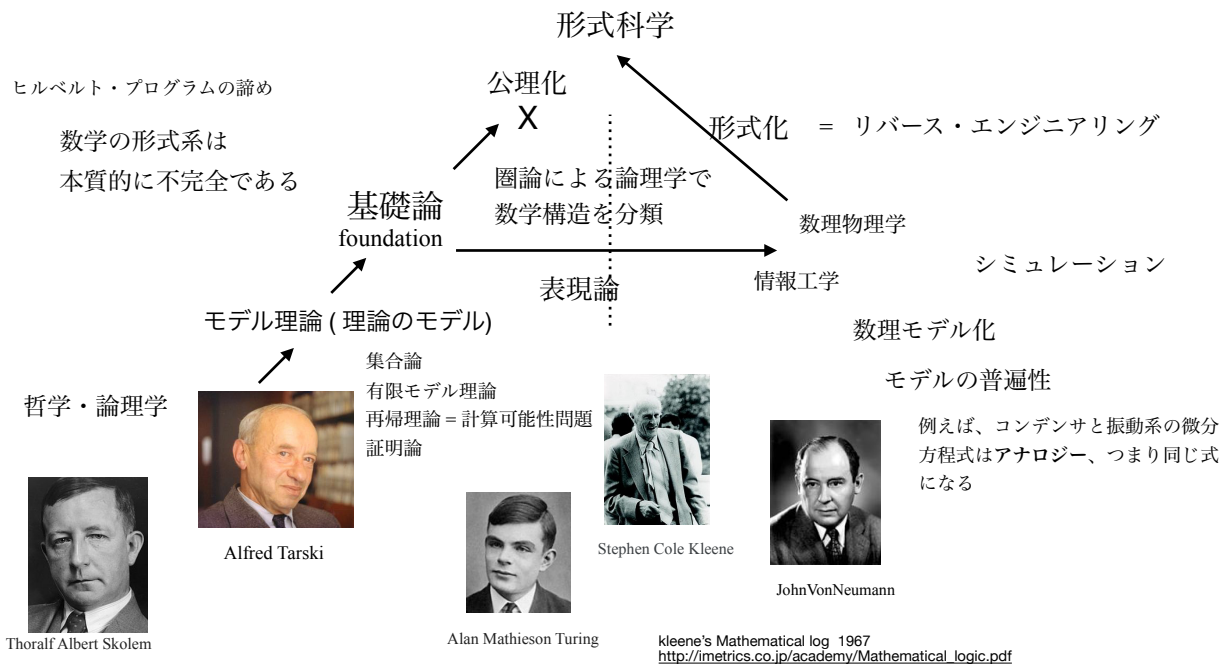 形式科学
ヒルベルト・プログラムの諦め
公理化
X
数学の形式系は
本質的に不完全である
形式化 = リバース・エンジニアリング
圏論による論理学で
数学構造を分類
基礎論
foundation
数理物理学
情報工学
シミュレーション
表現論
モデル理論 ( 理論のモデル)
数理モデル化
集合論
有限モデル理論
再帰理論 = 計算可能性問題
証明論
モデルの普遍性
哲学・論理学
例えば、コンデンサと振動系の微分
方程式はアナロジー、つまり同じ式
になる
Alfred Tarski
Stephen Cole Kleene
JohnVonNeumann
Thoralf Albert Skolem
Alan Mathieson Turing
kleene's Mathematical log 1967
http://imetrics.co.jp/academy/Mathematical_logic.pdf